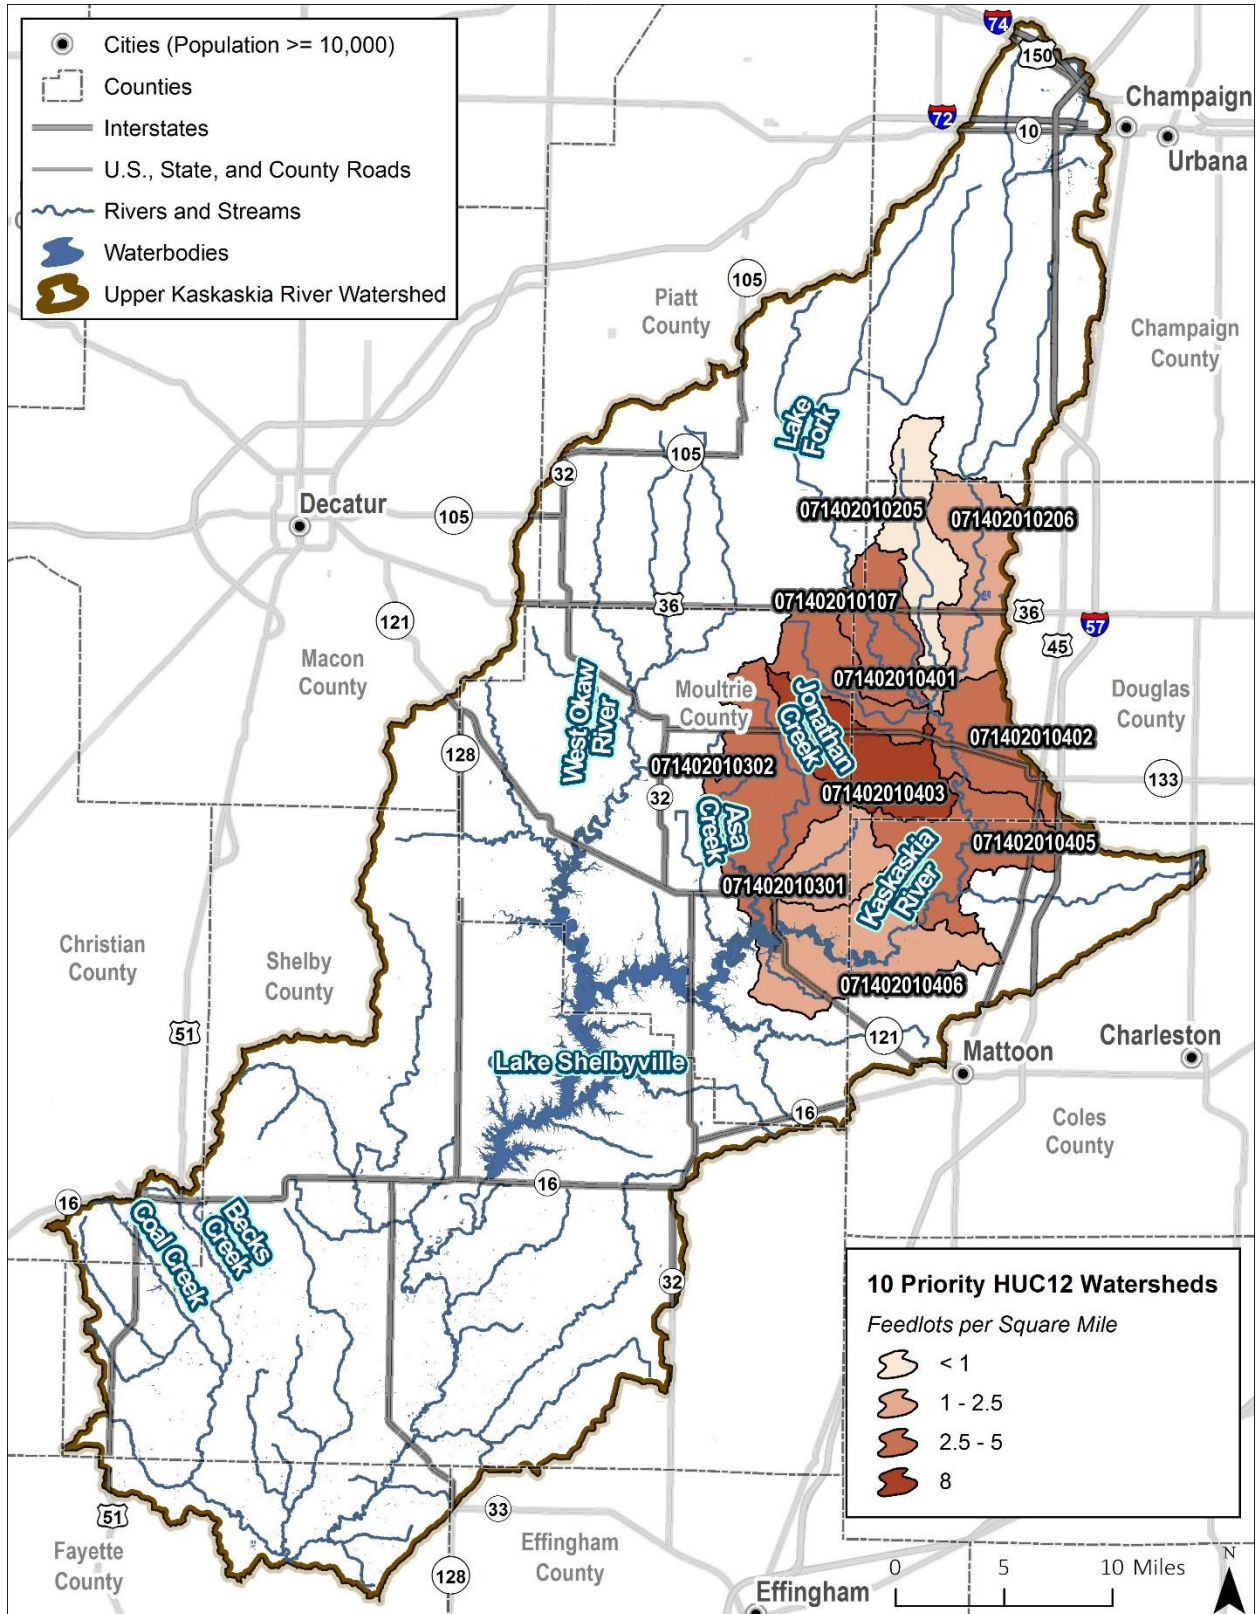 Cities (Population >= 10,000)
Counties
Interstates
U.S., State, and County Roads
Rivers and Streams
Waterbodies
Upper Kaskaskia River Watershed
74
150
Champaign
72
10
Urbana
105
Piatt
County
Champaign
County
Lake
Fork
105
32
Decatur
105
071402010205
071402010206
36
071402010107
36
121
57
45
Macon
County
West Okaw
River
Moultrie
County
071402010401
Jonathan
Creek
Douglas
County
128
071402010402
071402010302
133
32
071402010403
Asa
Creek
Kaskaskia
River
071402010405
071402010301
Christian
County
Shelby
County
071402010406
51
121
Mattoon
Charleston
Lake Shelbyville
16
Coles
County
16
16
Becks
Creek
Coal Creek
32
10 Priority HUC12 Watersheds
Feedlots per Square Mile
< 1
1 - 2.5
2.5 - 5
8
51
33
Fayette
County
Effingham
County
128
Effingham
0 5 10 Miles
N